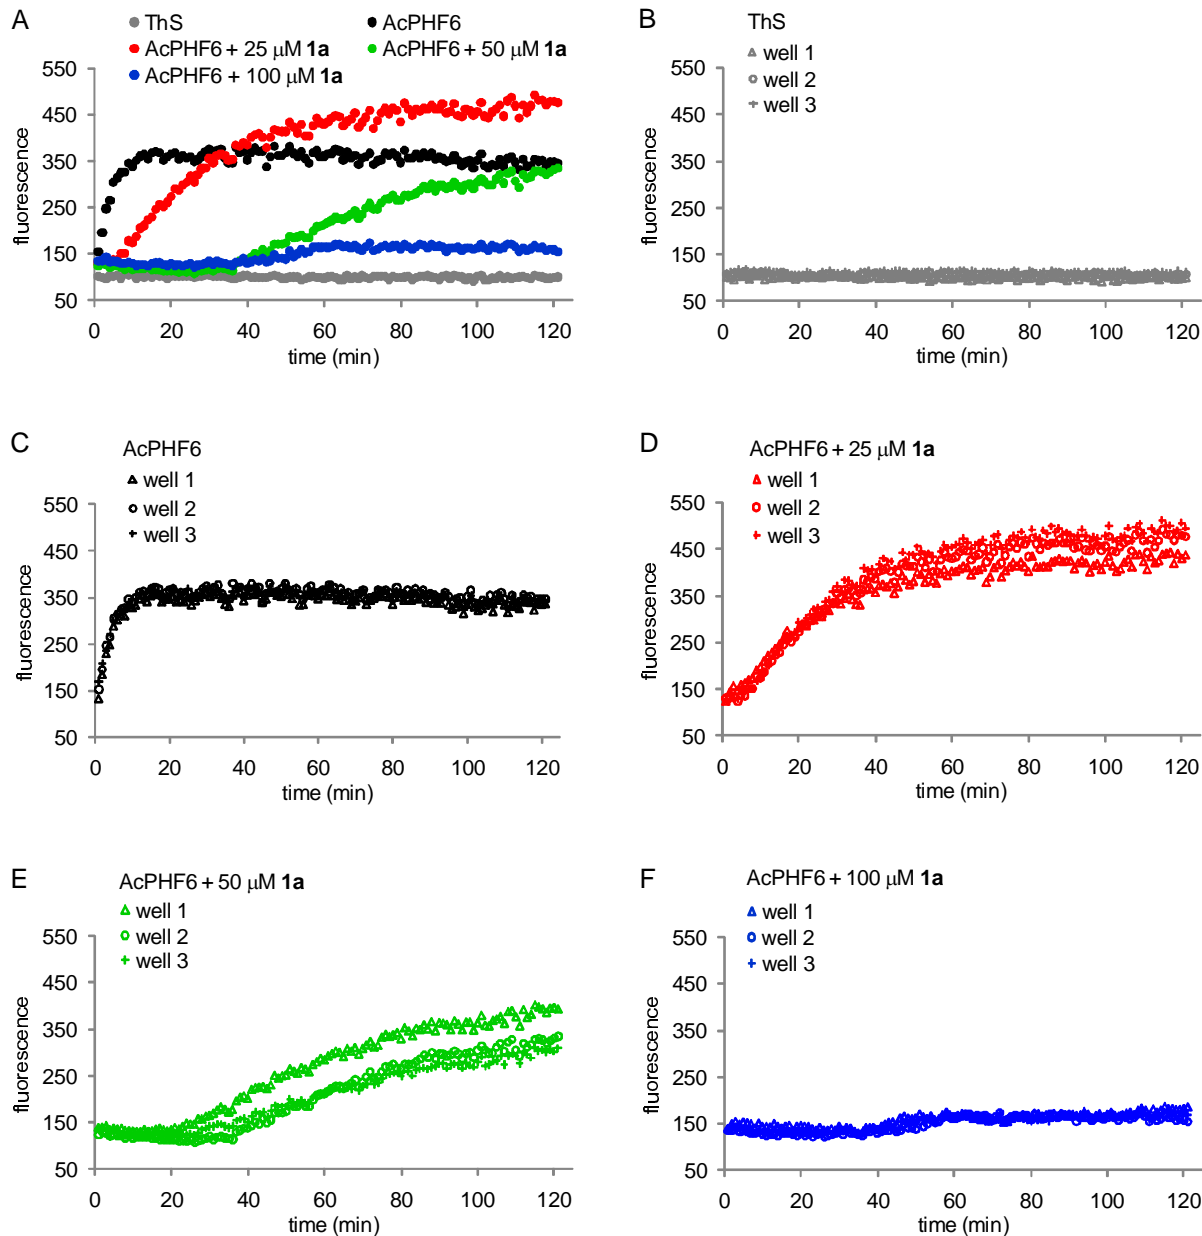 A
ThS
AcPHF6
AcPHF6 + 25 μM 1a
AcPHF6 + 50 μM 1a
AcPHF6 + 100 μM 1a
550
450
350
250
150
50
fluorescence
0 20 40 60 80 100 120
time (min)
B
ThS
well 1
well 2
well 3
550
450
350
250
150
50
fluorescence
0 20 40 60 80 100 120
time (min)
C
AcPHF6
well 1
well 2
well 3
550
450
350
250
150
50
fluorescence
0 20 40 60 80 100 120
time (min)
D
AcPHF6 + 25 μM 1a
well 1
well 2
well 3
550
450
350
250
150
50
fluorescence
0 20 40 60 80 100 120
time (min)
E
AcPHF6 + 50 μM 1a
well 1
well 2
well 3
550
450
350
250
150
50
fluorescence
0 20 40 60 80 100 120
time (min)
F
AcPHF6 + 100 μM 1a
well 1
well 2
well 3
550
450
350
250
150
50
fluorescence
0 20 40 60 80 100 120
time (min)